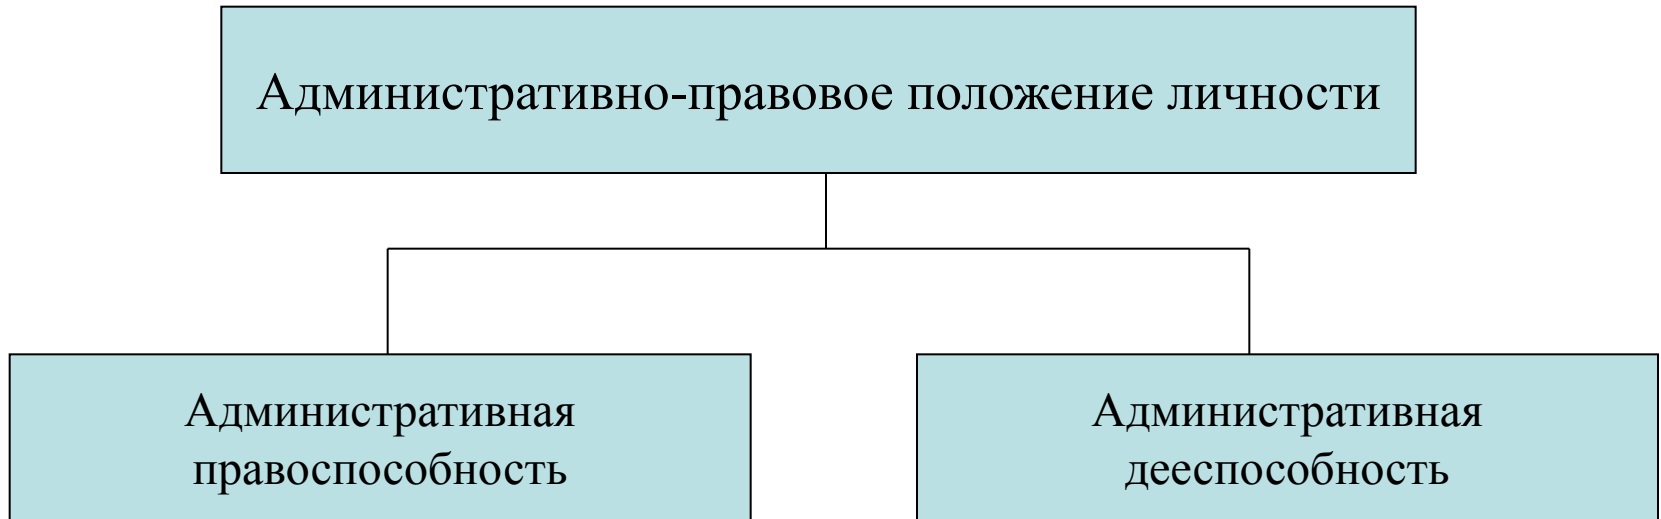 Административно-правовое положение личности
Административная
правоспособность
Административная
дееспособность